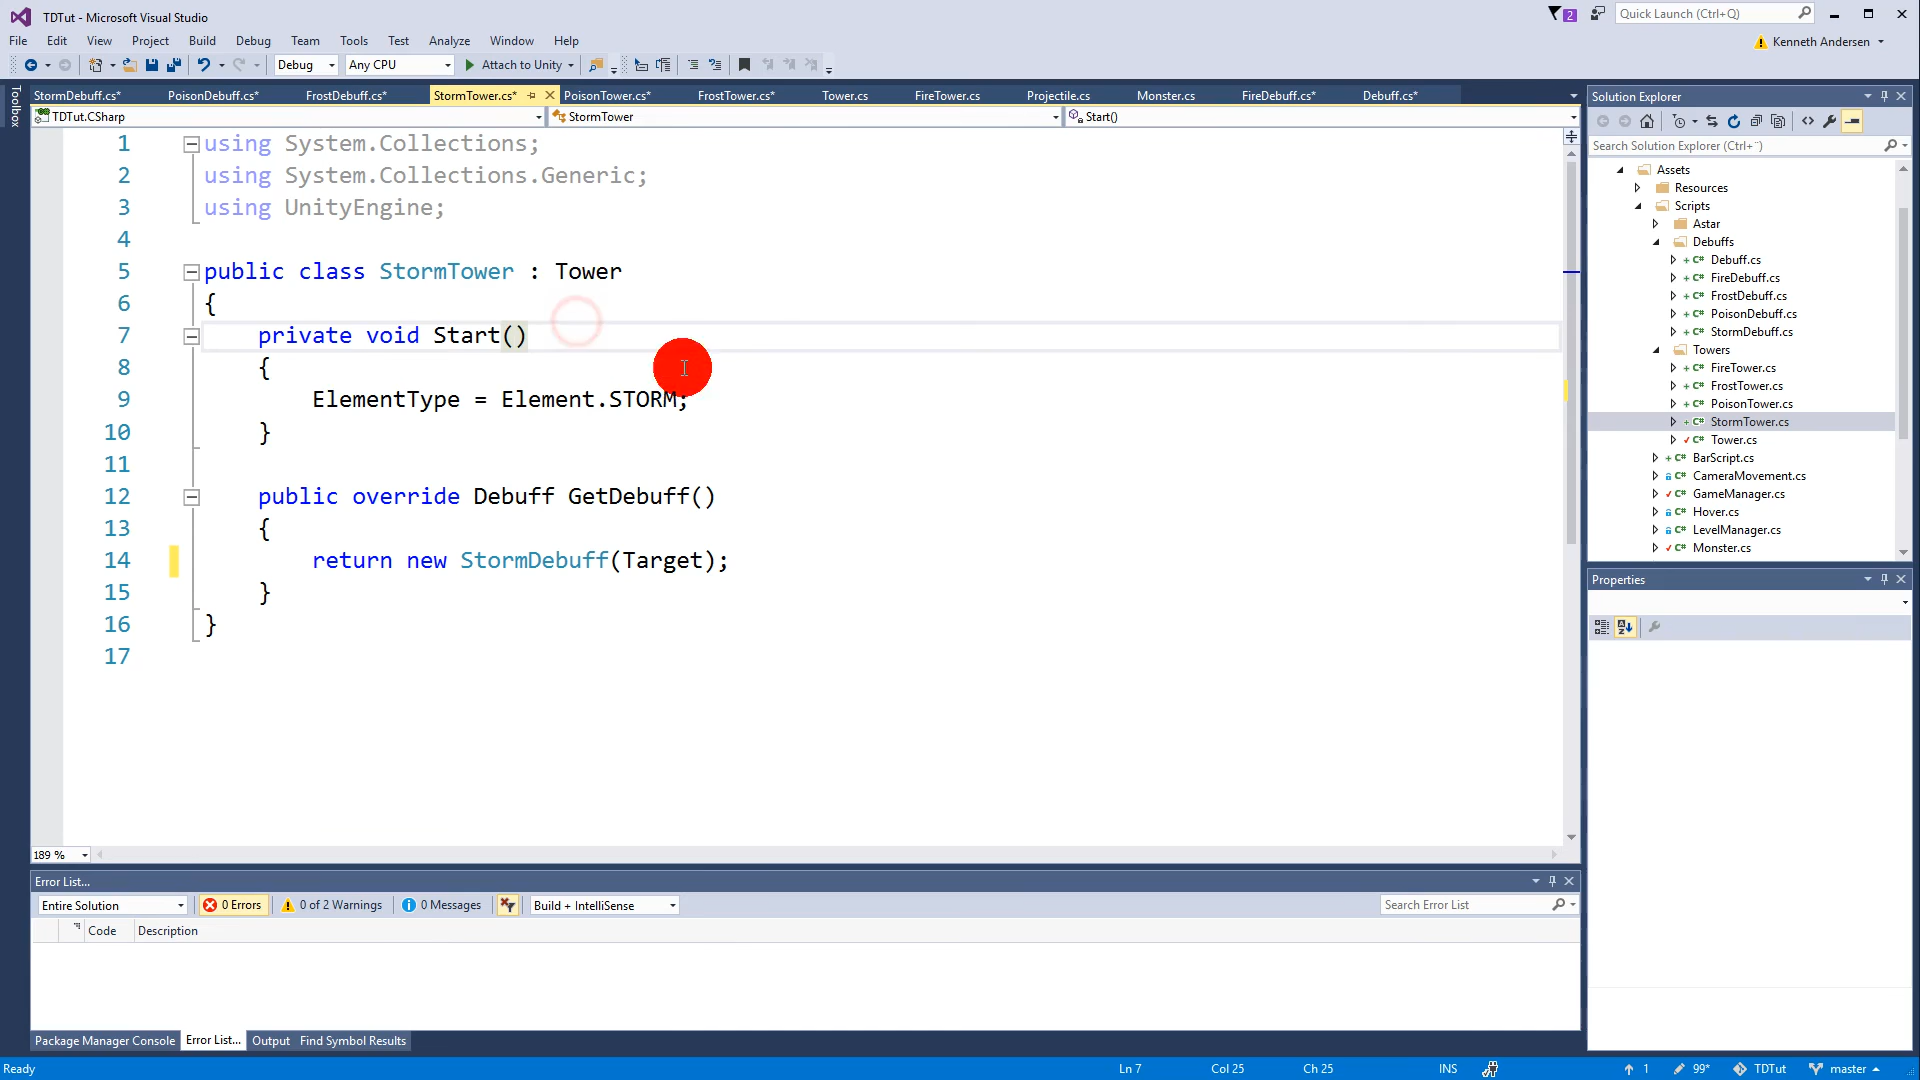 TDTut - Microsoft Visual Studio
2
Quick Launch (Ctrl+Q)
File Edit View Project Build Debug Team Tools Test Analyze Window Help
Kenneth Andersen
Debug Any CPU Attach to Unity
Toolbox
StormDebuff.cs* PoisonDebuff.cs* FrostDebuff.cs* StormTower.cs* PoisonTower.cs* FrostTower.cs* Tower.cs FireTower.cs Projectile.cs Monster.cs FireDebuff.cs* Debuff.cs*
TDTut.CSharp StormTower Start()
1 using System.Collections;
2 using System.Collections.Generic;
3 using UnityEngine;
4
5 public class StormTower : Tower
6 {
7 private void Start()
8 {
9 ElementType = Element.STORM;
10 }
11
12 public override Debuff GetDebuff()
13 {
14 return new StormDebuff(Target);
15 }
16 }
17
189 %
Solution Explorer
Search Solution Explorer (Ctrl+¨)
Assets
Resources
Scripts
Astar
Debuffs
C# Debuff.cs
C# FireDebuff.cs
C# FrostDebuff.cs
C# PoisonDebuff.cs
C# StormDebuff.cs
Towers
C# FireTower.cs
C# FrostTower.cs
C# PoisonTower.cs
C# StormTower.cs
C# Tower.cs
C# BarScript.cs
C# CameraMovement.cs
C# GameManager.cs
C# Hover.cs
C# LevelManager.cs
C# Monster.cs
Properties
Error List...
Entire Solution 0 Errors 0 of 2 Warnings 0 Messages Build + IntelliSense Search Error List
Code Description
Package Manager Console Error List... Output Find Symbol Results
Ready Ln 7 Col 25 Ch 25 INS 1 99* TDTut master